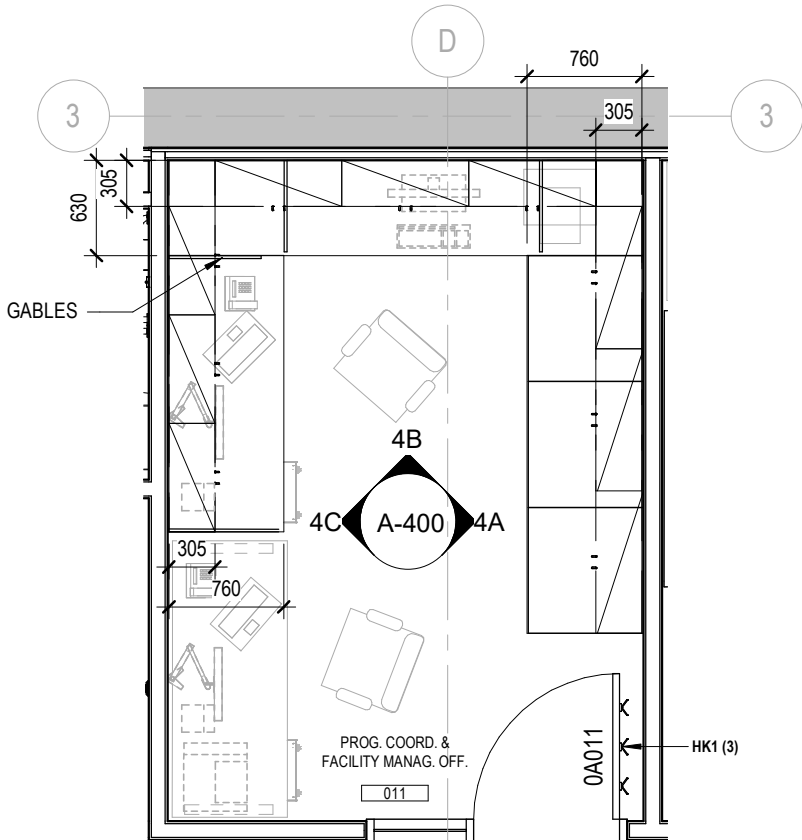 D
760
3
3
305
305
630
GABLES
4B
4C
A-400
4A
305
760
PROG. COORD. &
FACILITY MANAG. OFF.
011
0A011
HK1 (3)